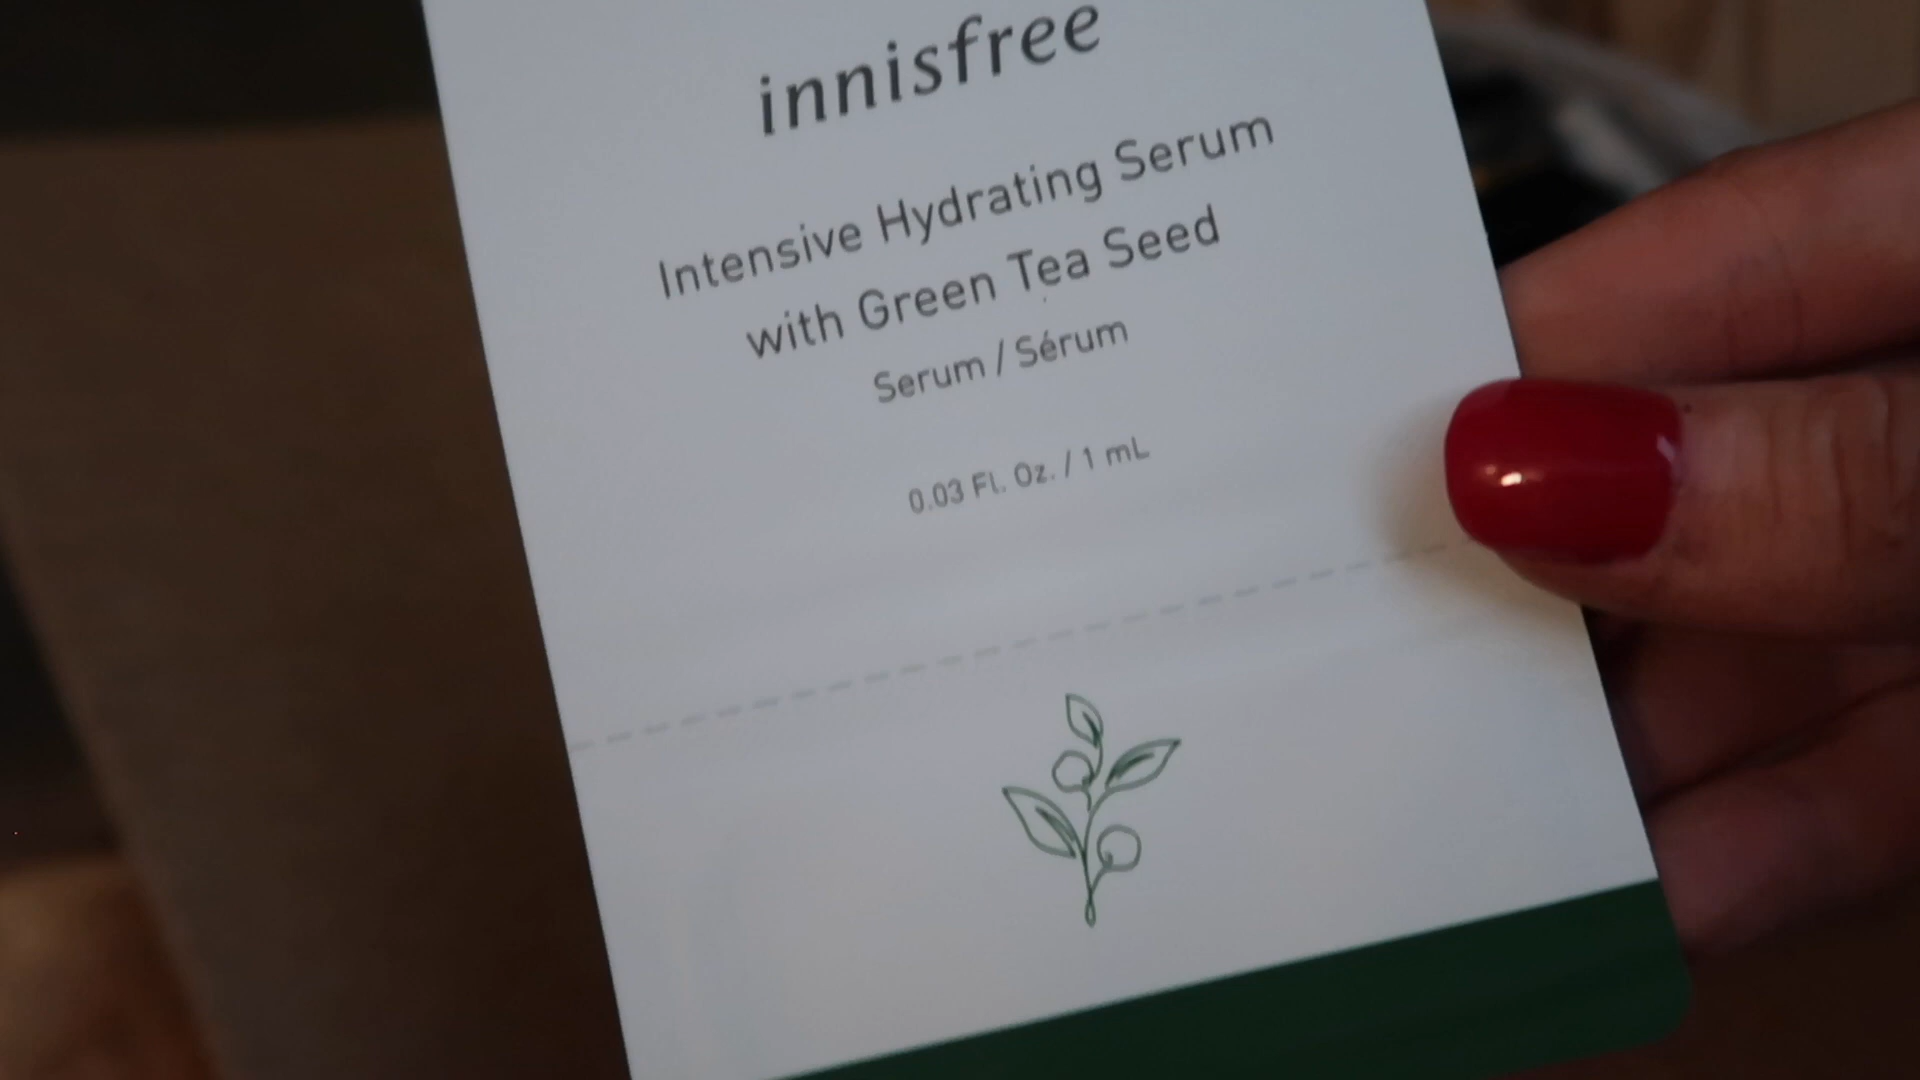 innisfree
Intensive Hydrating Serum
with Green Tea Seed
Serum / Sérum
0.03 Fl. Oz. / 1 mL